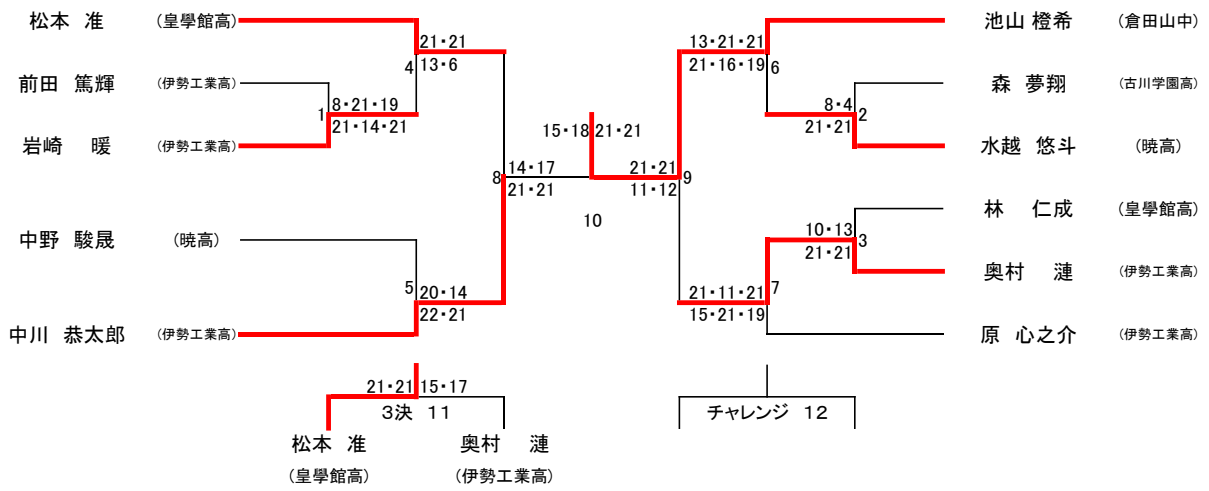 松本 准 (皇學館高)
21・21
4 13・6
前田 篤輝 (伊勢工業高)
1 8・21・19
21・14・21
岩崎 暖 (伊勢工業高)
8 14・17
21・21
中野 駿晟 (暁高)
5 20・14
22・21
中川 恭太郎 (伊勢工業高)
15・18 21・21
10
13・21・21
21・16・19 6
池山 橙希 (倉田山中)
森 夢翔 (古川学園高)
8・4 2
21・21
水越 悠斗 (暁高)
21・21 9
11・12
林 仁成 (皇學館高)
10・13 3
21・21
奥村 漣 (伊勢工業高)
21・11・21 7
15・21・19
原 心之介 (伊勢工業高)
21・21 15・17
3決 11
松本 准 奥村 漣
(皇學館高) (伊勢工業高)
チャレンジ 12